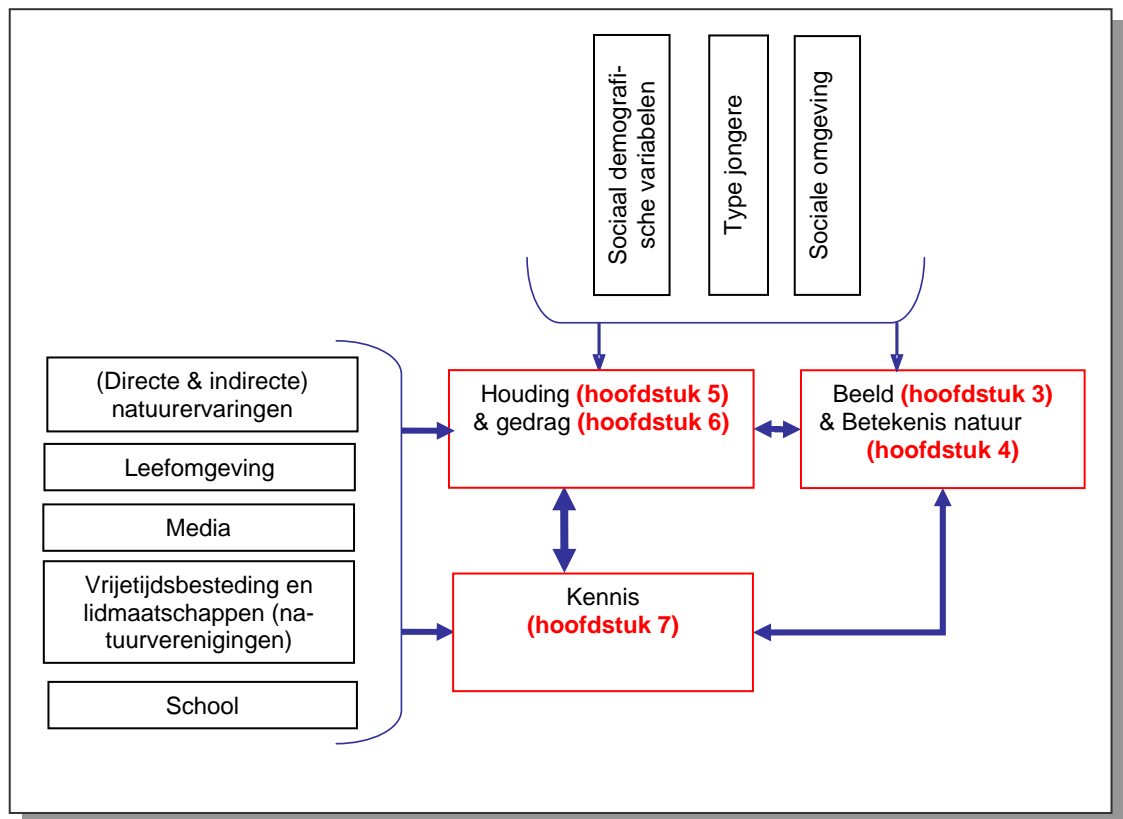 Sociaal demografi-
sche variabelen
Type jongere
Sociale omgeving
(Directe & indirecte)
natuurervaringen
Leefomgeving
Media
Vrijetijdsbesteding en
lidmaatschappen (na-
tuurverenigingen)
School
Houding (hoofdstuk 5)
& gedrag (hoofdstuk 6)
Beeld (hoofdstuk 3)
& Betekenis natuur
(hoofdstuk 4)
Kennis
(hoofdstuk 7)